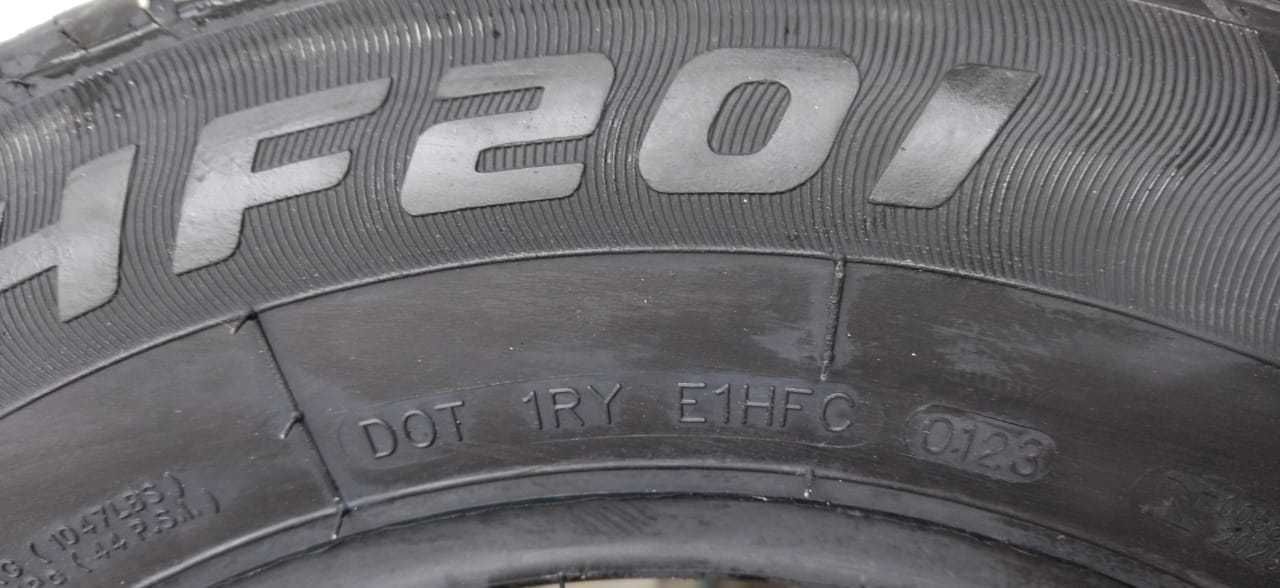 HF201
DOT 1RY E1HFC 0123
(1047LBS)
(44 P.S.I.)